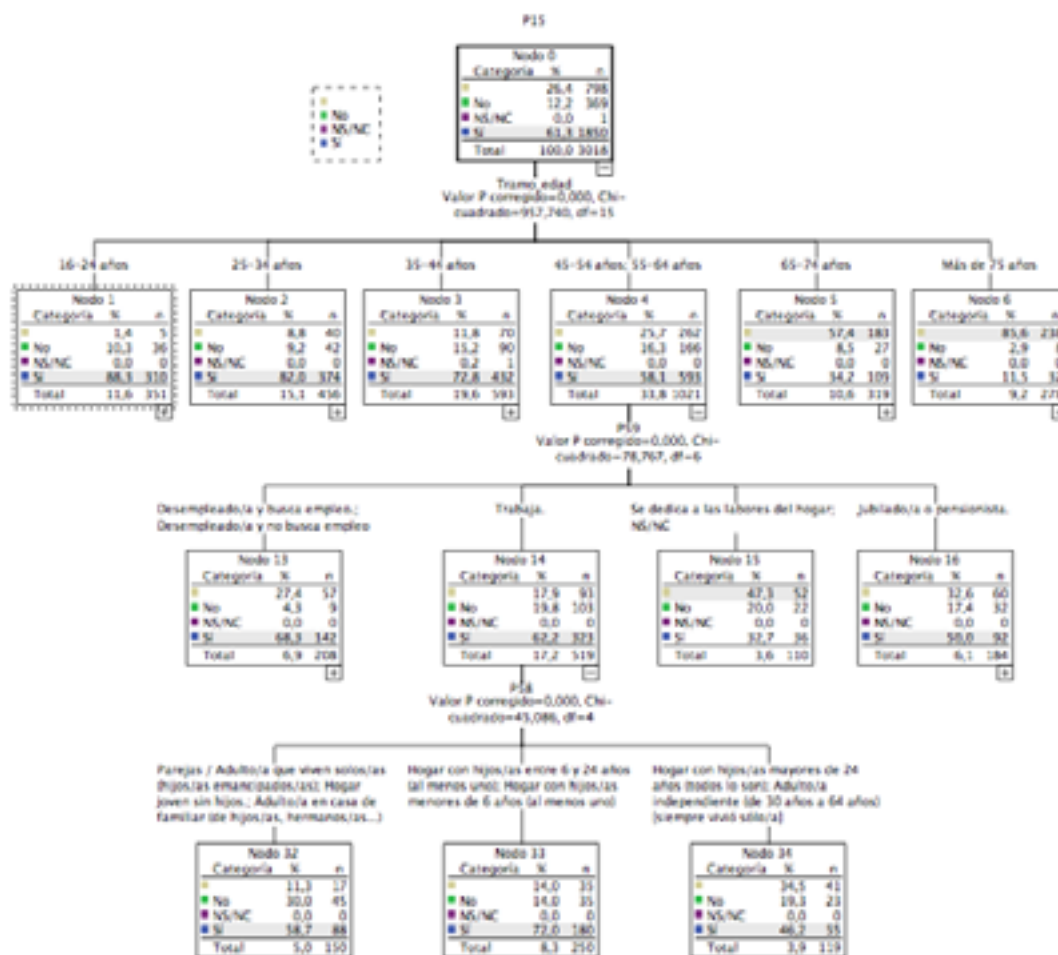 P15
Nodo 0
Categoría % n
26,4 798
No 12,2 369
NS/NC 0,0 1
Sí 61,3 1850
Total 100,0 3018
No
NS/NC
Sí
Tramo_edad
Valor P corregido=0,000, Chi-
cuadrado=957,740, df=15
16-24 años
25-34 años
35-44 años
45-54 años; 55-64 años
65-74 años
Más de 75 años
Nodo 1
Categoría % n
1,4 5
No 10,3 36
NS/NC 0,0 0
Sí 88,3 310
Total 11,6 351
Nodo 2
Categoría % n
8,8 40
No 9,2 42
NS/NC 0,0 0
Sí 82,0 374
Total 15,1 456
Nodo 3
Categoría % n
11,8 70
No 15,2 90
NS/NC 0,2 1
Sí 72,8 432
Total 19,6 593
Nodo 4
Categoría % n
25,7 262
No 16,3 166
NS/NC 0,0 0
Sí 58,1 593
Total 33,8 1021
Nodo 5
Categoría % n
57,4 183
No 8,5 27
NS/NC 0,0 0
Sí 34,2 109
Total 10,6 319
Nodo 6
Categoría % n
85,6
No 2,9
NS/NC 0,0
Sí 11,5
Total 9,2
P59
Valor P corregido=0,000, Chi-
cuadrado=78,767, df=6
Desempleado/a y busca empleo.;
Desempleado/a y no busca empleo
Trabaja.
Se dedica a las labores del hogar;
NS/NC
Jubilado/a o pensionista.
Nodo 13
Categoría % n
27,4 57
No 4,3 9
NS/NC 0,0 0
Sí 68,3 142
Total 6,9 208
Nodo 14
Categoría % n
17,9 93
No 19,8 103
NS/NC 0,0 0
Sí 62,2 323
Total 17,2 519
Nodo 15
Categoría % n
47,3 52
No 20,0 22
NS/NC 0,0 0
Sí 32,7 36
Total 3,6 110
Nodo 16
Categoría % n
32,6 60
No 17,4 32
NS/NC 0,0 0
Sí 50,0 92
Total 6,1 184
P58
Valor P corregido=0,000, Chi-
cuadrado=45,086, df=4
Parejas / Adulto/a que viven solos/as
(hijos/as emancipados/as); Hogar
joven sin hijos.; Adulto/a en casa de
familiar (de hijos/as, hermanos/as...)
Hogar con hijos/as entre 6 y 24 años
(al menos uno); Hogar con hijos/as
menores de 6 años (al menos uno)
Hogar con hijos/as mayores de 24
años (todos lo son); Adulto/a
independiente (de 30 años a 64 años)
(siempre vivió sólo/a)
Nodo 32
Categoría % n
11,3 17
No 30,0 45
NS/NC 0,0 0
Sí 58,7 88
Total 5,0 150
Nodo 33
Categoría % n
14,0 35
No 14,0 35
NS/NC 0,0 0
Sí 72,0 180
Total 8,3 250
Nodo 34
Categoría % n
34,5 41
No 19,3 23
NS/NC 0,0 0
Sí 46,2 55
Total 3,9 119